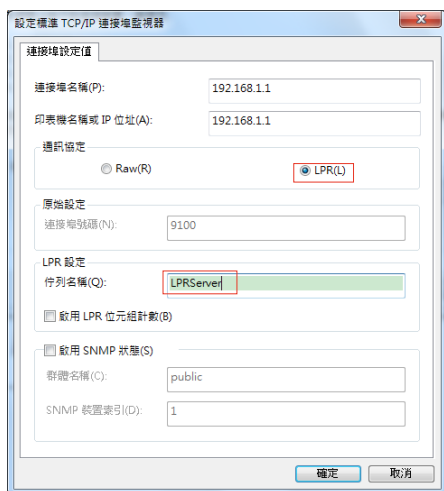 設定標準 TCP/IP 連接埠監視器
連接埠設定值
連接埠名稱(P): 192.168.1.1
印表機名稱或 IP 位址(A): 192.168.1.1
通訊協定
Raw(R) LPR(L)
原始設定
連接埠號碼(N): 9100
LPR 設定
佇列名稱(Q): LPRServer
啟用 LPR 位元組計數(B)
啟用 SNMP 狀態(S)
群體名稱(C): public
SNMP 裝置索引(D): 1
確定 取消